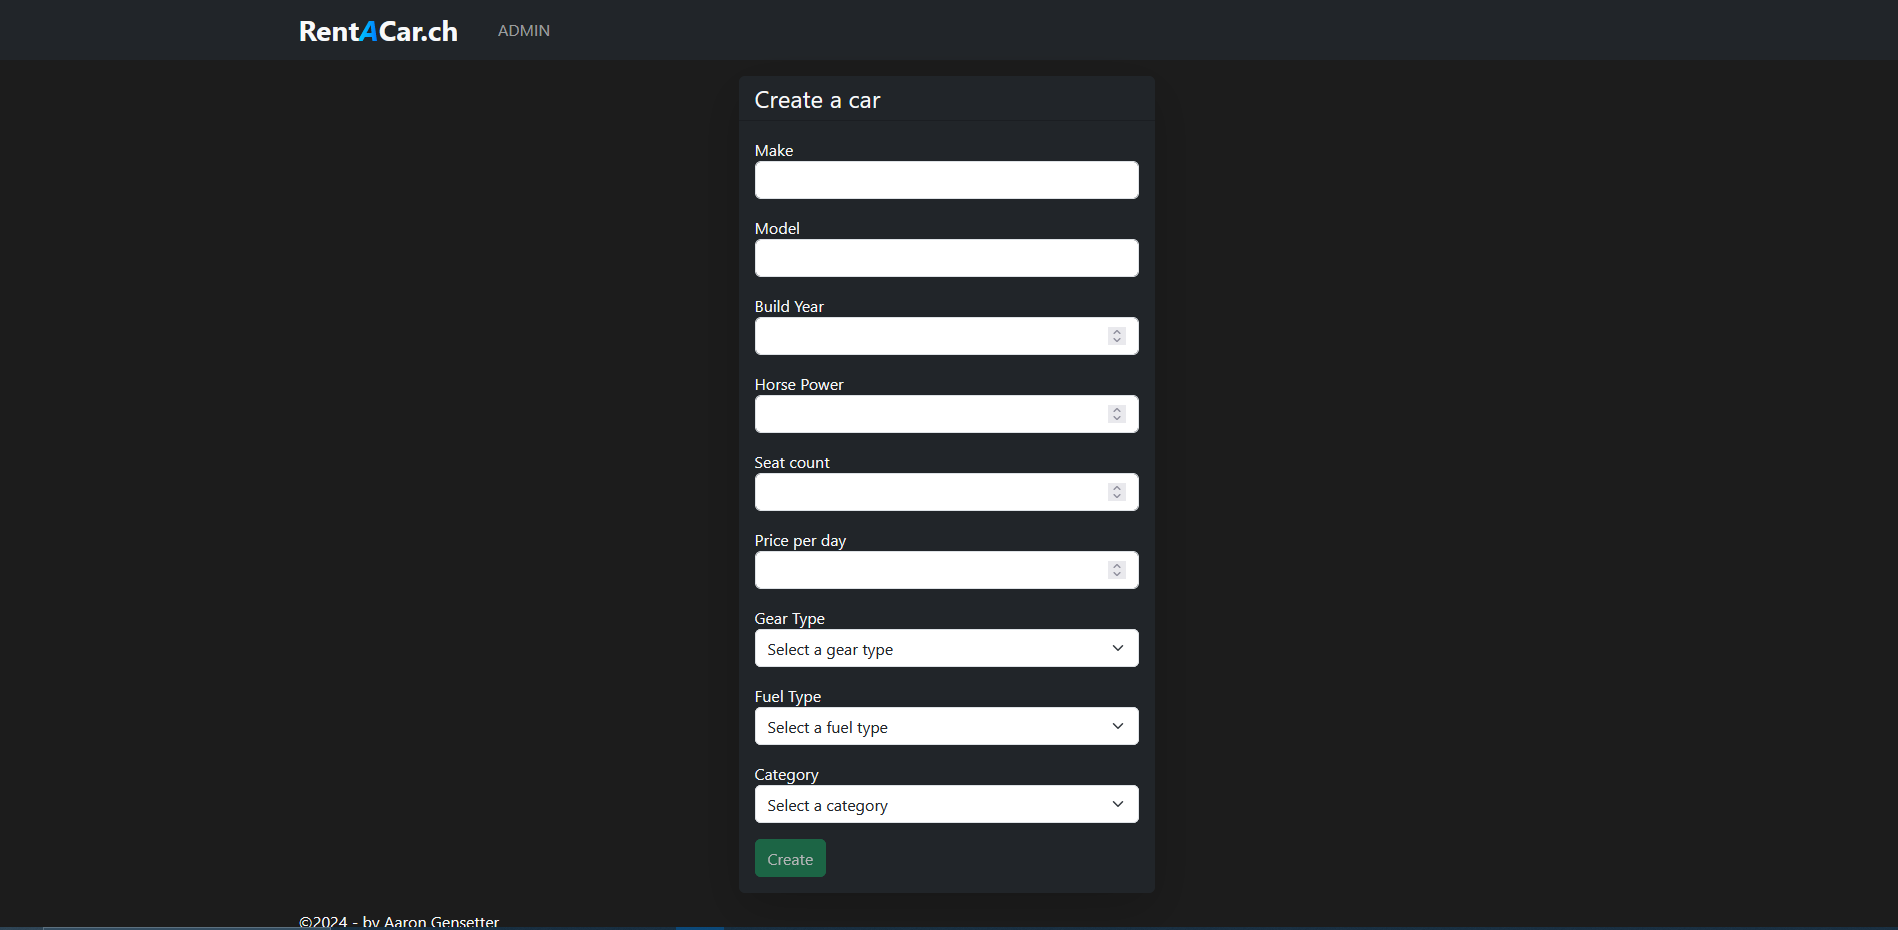 RentACar.ch ADMIN
Create a car
Make
Model
Build Year
Horse Power
Seat count
Price per day
Gear Type
Select a gear type
Fuel Type
Select a fuel type
Category
Select a category
Create
©2024 - by Aaron Gensetter